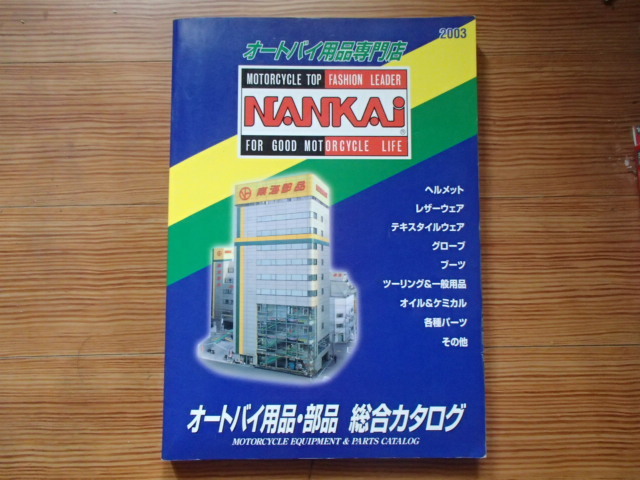 2003
オートバイ用品専門店
MOTORCYCLE TOP FASHION LEADER
NANKAi
®
FOR GOOD MOTORCYCLE LIFE
南海部品
ヘルメット
レザーウェア
テキスタイルウェア
グローブ
ブーツ
ツーリング&一般用品
オイル&ケミカル
各種パーツ
その他
オートバイ用品・部品 総合カタログ
MOTORCYCLE EQUIPMENT & PARTS CATALOG